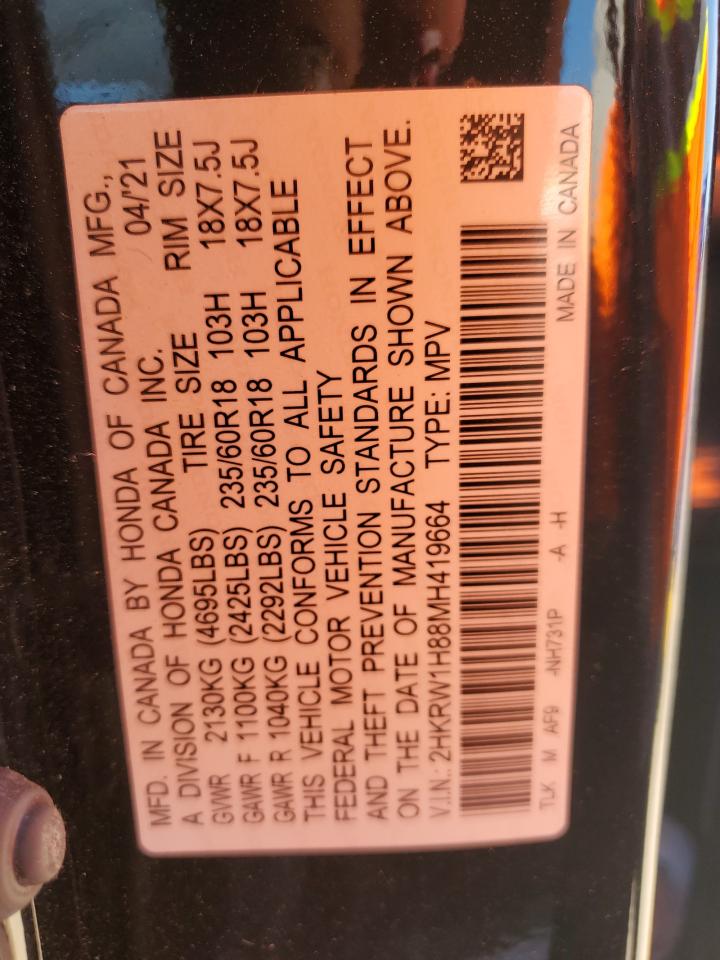 MFD. IN CANADA BY HONDA OF CANADA MFG.,
A DIVISION OF HONDA CANADA INC. 04/'21
GVWR 2130KG (4695LBS) TIRE SIZE RIM SIZE
GAWR F 1100KG (2425LBS) 235/60R18 103H 18X7.5J
GAWR R 1040KG (2292LBS) 235/60R18 103H 18X7.5J
THIS VEHICLE CONFORMS TO ALL APPLICABLE
FEDERAL MOTOR VEHICLE SAFETY
AND THEFT PREVENTION STANDARDS IN EFFECT
ON THE DATE OF MANUFACTURE SHOWN ABOVE.
V.I.N.: 2HKRW1H88MH419664 TYPE: MPV
TLK M AF9 -NH731P -A -H MADE IN CANADA